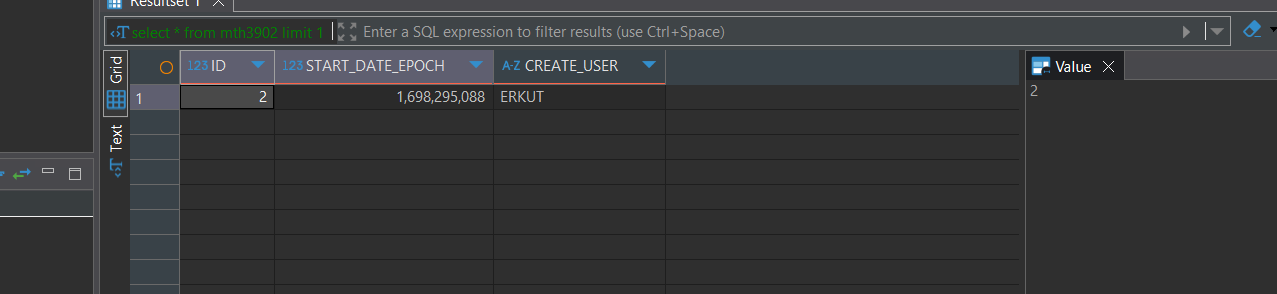 Resultset 1
select * from mth3902 limit 1 Enter a SQL expression to filter results (use Ctrl+Space)
Grid
Text
123 ID 123 START_DATE_EPOCH A-Z CREATE_USER
1 2 1,698,295,088 ERKUT
Value
2